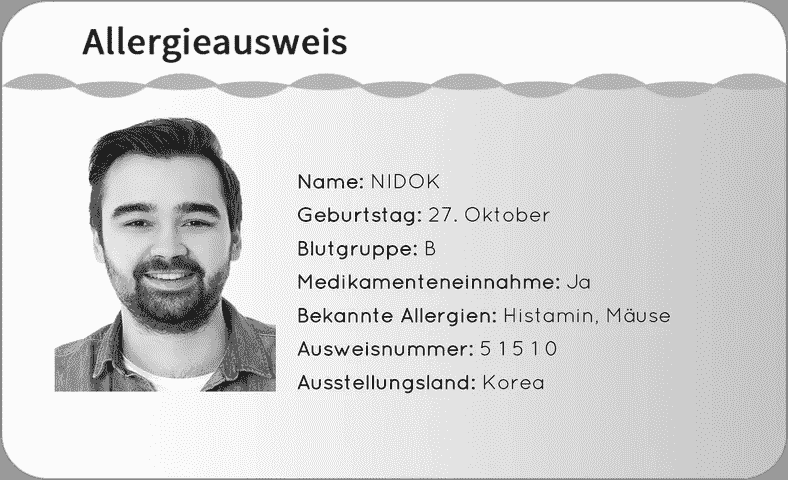 Allergieausweis
Name: NIDOK
Geburtstag: 27. Oktober
Blutgruppe: B
Medikamenteneinnahme: Ja
Bekannte Allergien: Histamin, Mäuse
Ausweisnummer: 5 1 5 1 0
Ausstellungsland: Korea